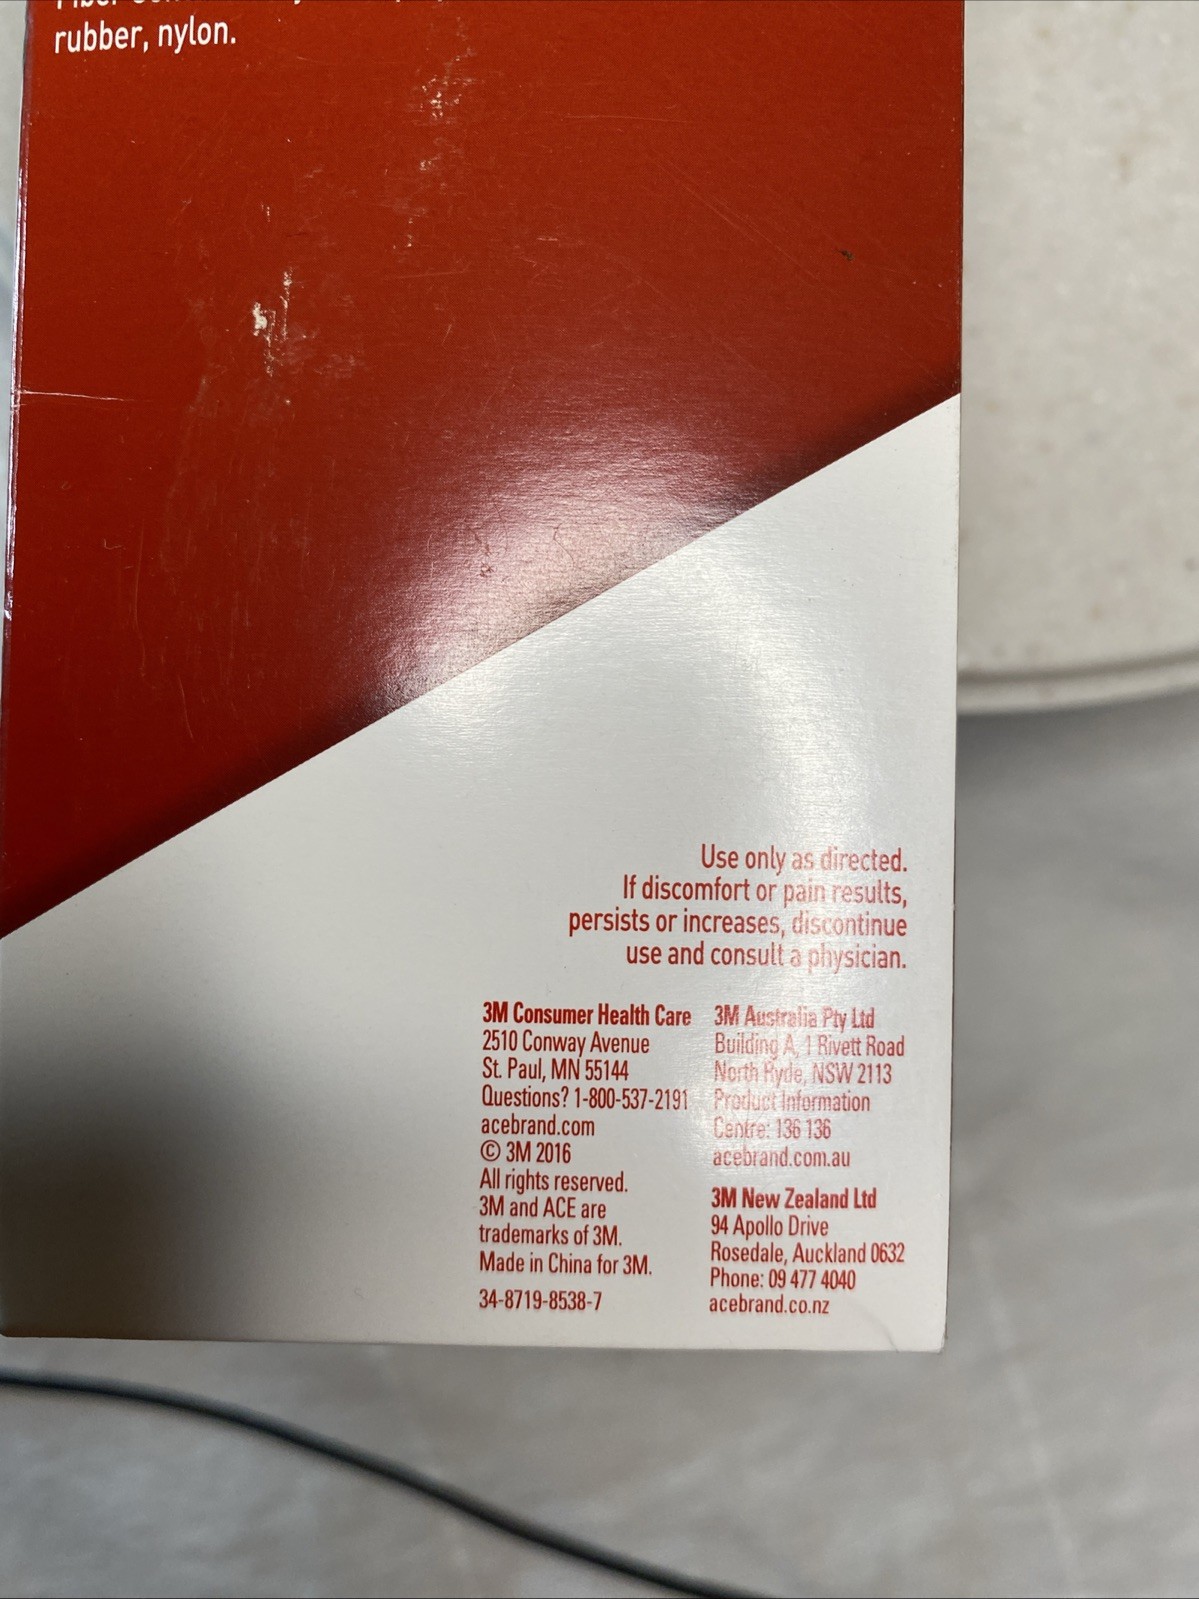 rubber, nylon.
Use only as directed.
If discomfort or pain results,
persists or increases, discontinue
use and consult a physician.
3M Consumer Health Care
2510 Conway Avenue
St. Paul, MN 55144
Questions? 1-800-537-2191
acebrand.com
© 3M 2016
All rights reserved.
3M and ACE are
trademarks of 3M.
Made in China for 3M.
34-8719-8538-7
3M Australia Pty Ltd
Building A, 1 Rivett Road
North Ryde, NSW 2113
Product Information
Centre: 136 136
acebrand.com.au
3M New Zealand Ltd
94 Apollo Drive
Rosedale, Auckland 0632
Phone: 09 477 4040
acebrand.co.nz